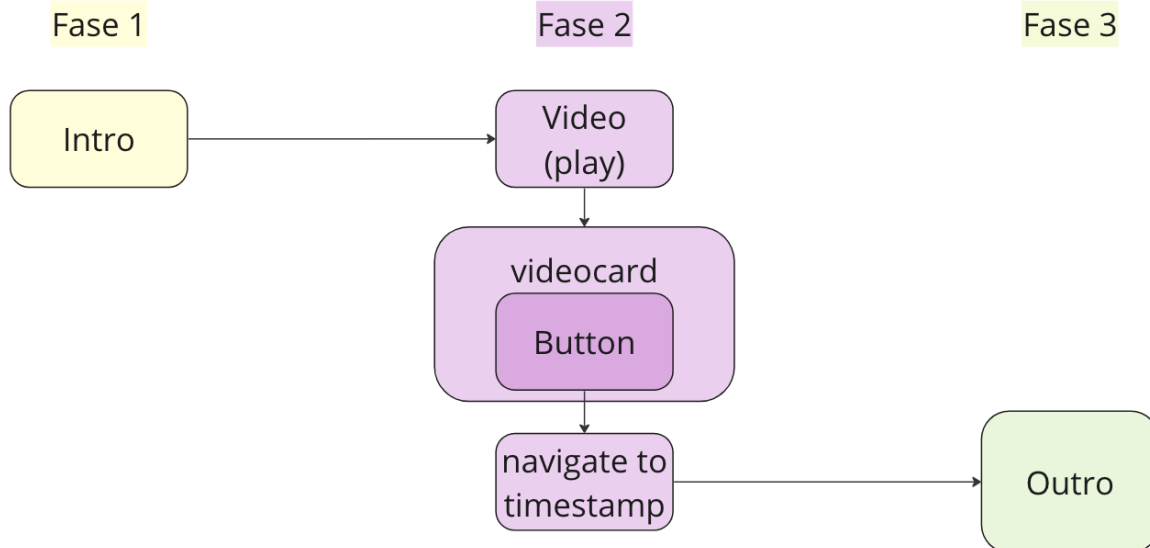 Fase 1
Fase 2
Fase 3
Intro
Video
(play)
videocard
Button
navigate to
timestamp
Outro